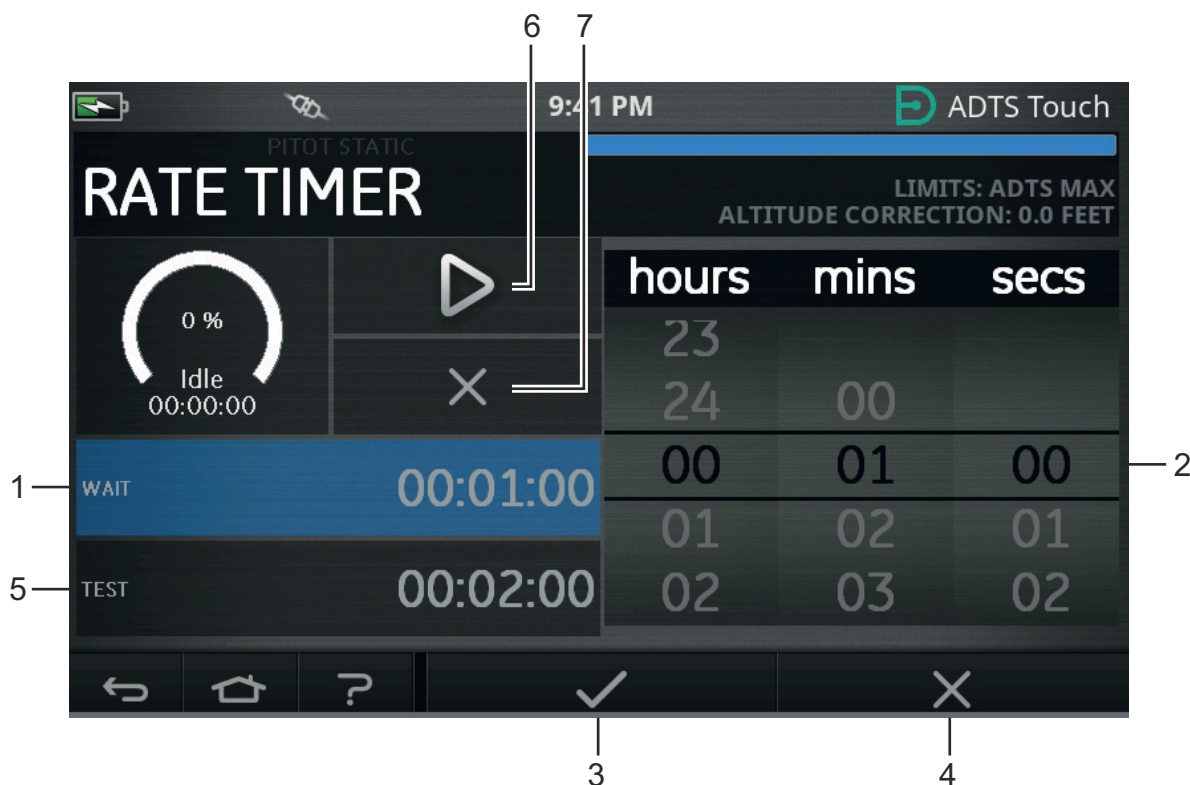 6 7
9:41 PM ADTS Touch
PITOT STATIC
RATE TIMER
LIMITS: ADTS MAX
ALTITUDE CORRECTION: 0.0 FEET
hours mins secs
0 %
Idle
00:00:00
23
24 00
00 01 00
01 02 01
02 03 02
1 WAIT 00:01:00
2
5 TEST 00:02:00
?
3 4